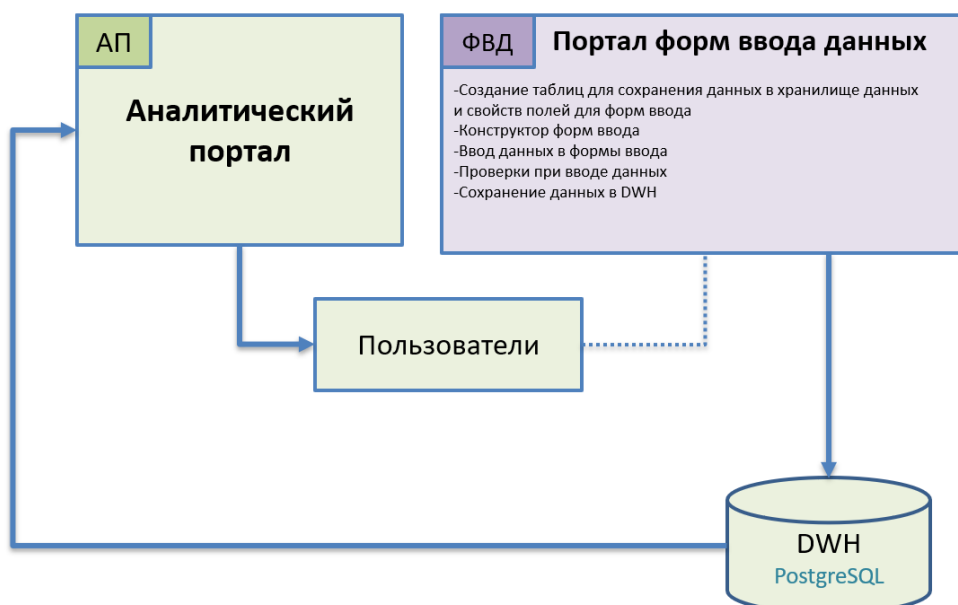 АП
Аналитический
портал
ФВД
Портал форм ввода данных
-Создание таблиц для сохранения данных в хранилище данных
и свойств полей для форм ввода
-Конструктор форм ввода
-Ввод данных в формы ввода
-Проверки при вводе данных
-Сохранение данных в DWH
Пользователи
DWH
PostgreSQL